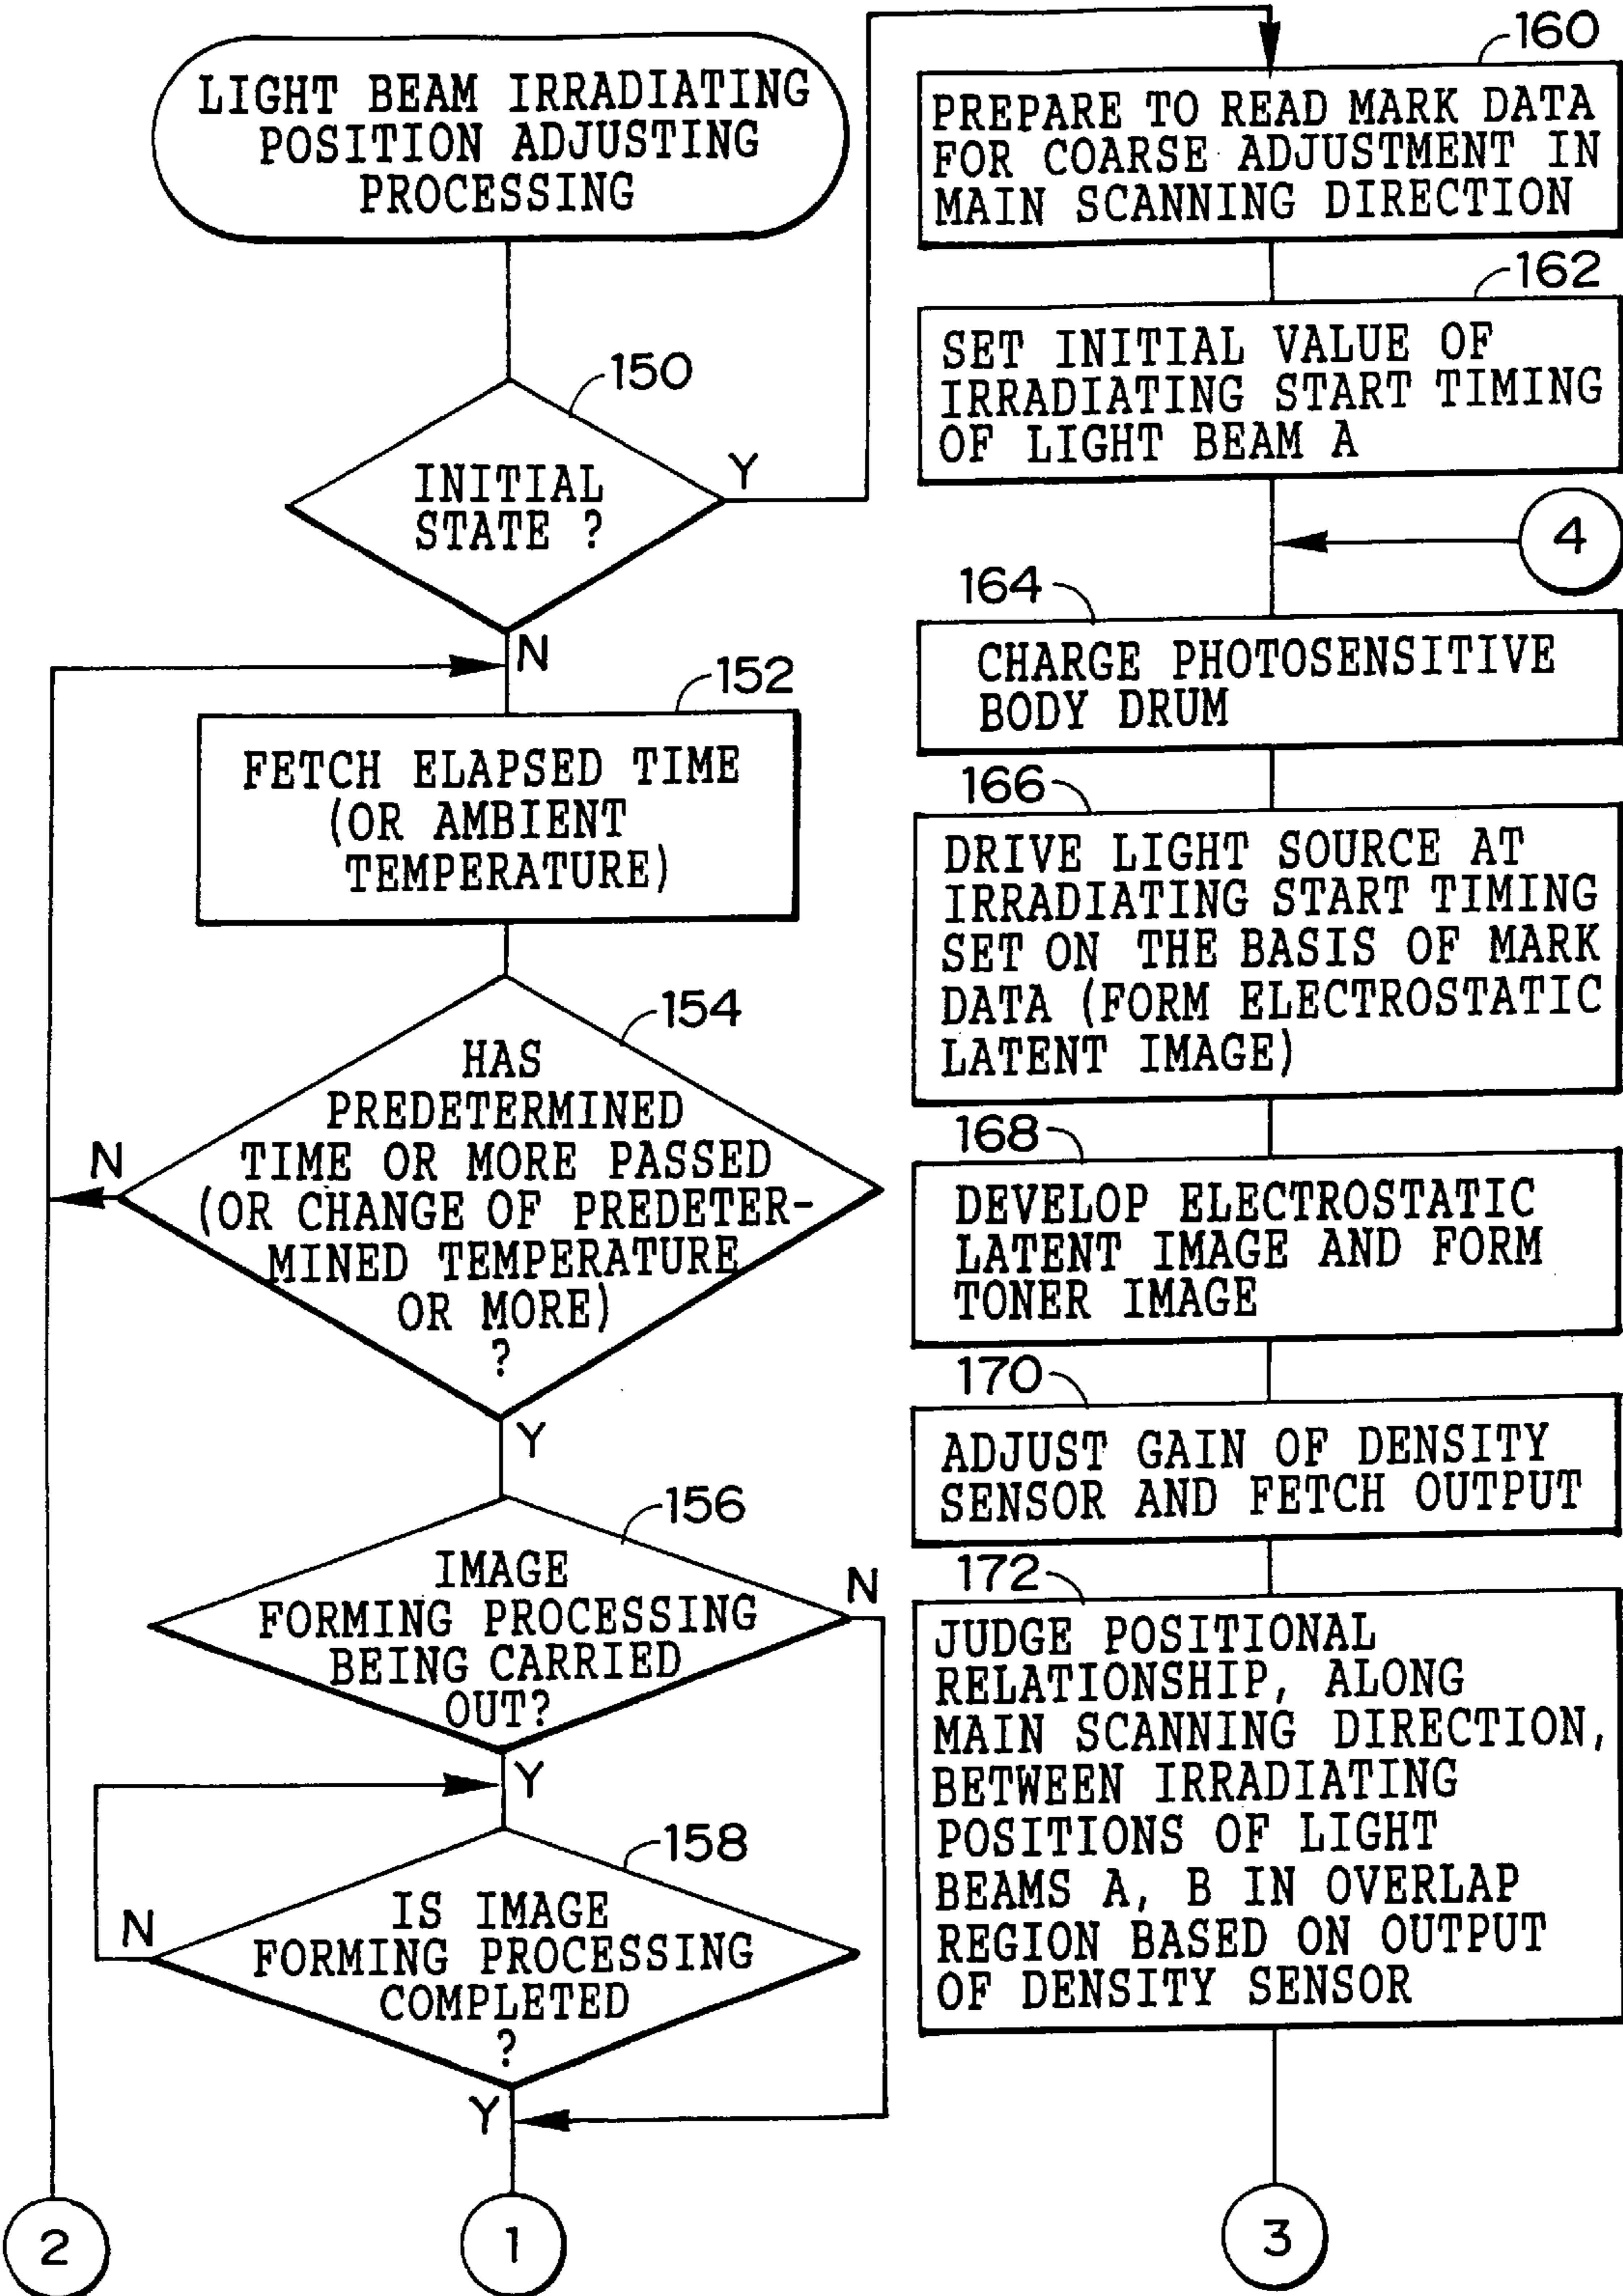 LIGHT BEAM IRRADIATING
POSITION ADJUSTING
PROCESSING
150
INITIAL
STATE ?
Y
N
152
FETCH ELAPSED TIME
(OR AMBIENT
TEMPERATURE)
154
HAS
PREDETERMINED
TIME OR MORE PASSED
(OR CHANGE OF PREDETER-
MINED TEMPERATURE
OR MORE)
?
N
Y
156
IMAGE
FORMING PROCESSING
BEING CARRIED
OUT?
N
Y
158
IS IMAGE
FORMING PROCESSING
COMPLETED
?
N
Y
2
1
160
PREPARE TO READ MARK DATA
FOR COARSE ADJUSTMENT IN
MAIN SCANNING DIRECTION
162
SET INITIAL VALUE OF
IRRADIATING START TIMING
OF LIGHT BEAM A
4
164
CHARGE PHOTOSENSITIVE
BODY DRUM
166
DRIVE LIGHT SOURCE AT
IRRADIATING START TIMING
SET ON THE BASIS OF MARK
DATA (FORM ELECTROSTATIC
LATENT IMAGE)
168
DEVELOP ELECTROSTATIC
LATENT IMAGE AND FORM
TONER IMAGE
170
ADJUST GAIN OF DENSITY
SENSOR AND FETCH OUTPUT
172
JUDGE POSITIONAL
RELATIONSHIP, ALONG
MAIN SCANNING DIRECTION,
BETWEEN IRRADIATING
POSITIONS OF LIGHT
BEAMS A, B IN OVERLAP
REGION BASED ON OUTPUT
OF DENSITY SENSOR
3